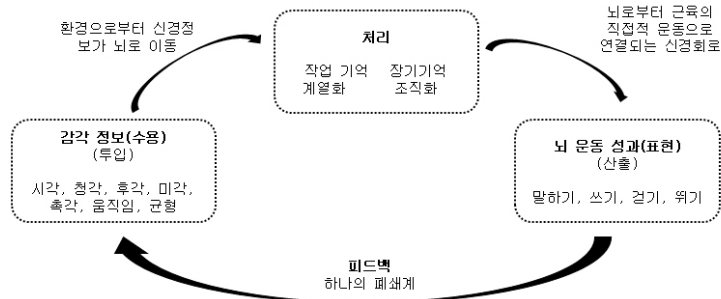 환경으로부터 신경정
보가 뇌로 이동
처리
작업 기억 장기기억
계열화 조직화
뇌로부터 근육의
직접적 운동으로
연결되는 신경회로
감각 정보(수용)
(투입)
시각, 청각, 후각, 미각,
촉각, 움직임, 균형
뇌 운동 성과(표현)
(산출)
말하기, 쓰기, 걷기, 뛰기
피드백
하나의 폐쇄계